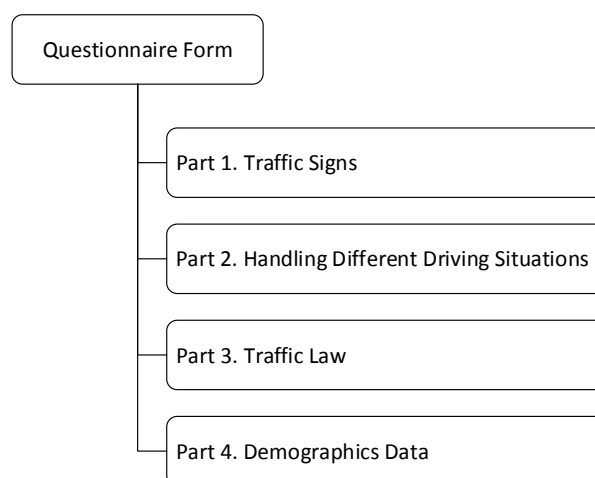 Questionnaire Form
Part 1. Traffic Signs
Part 2. Handling Different Driving Situations
Part 3. Traffic Law
Part 4. Demographics Data